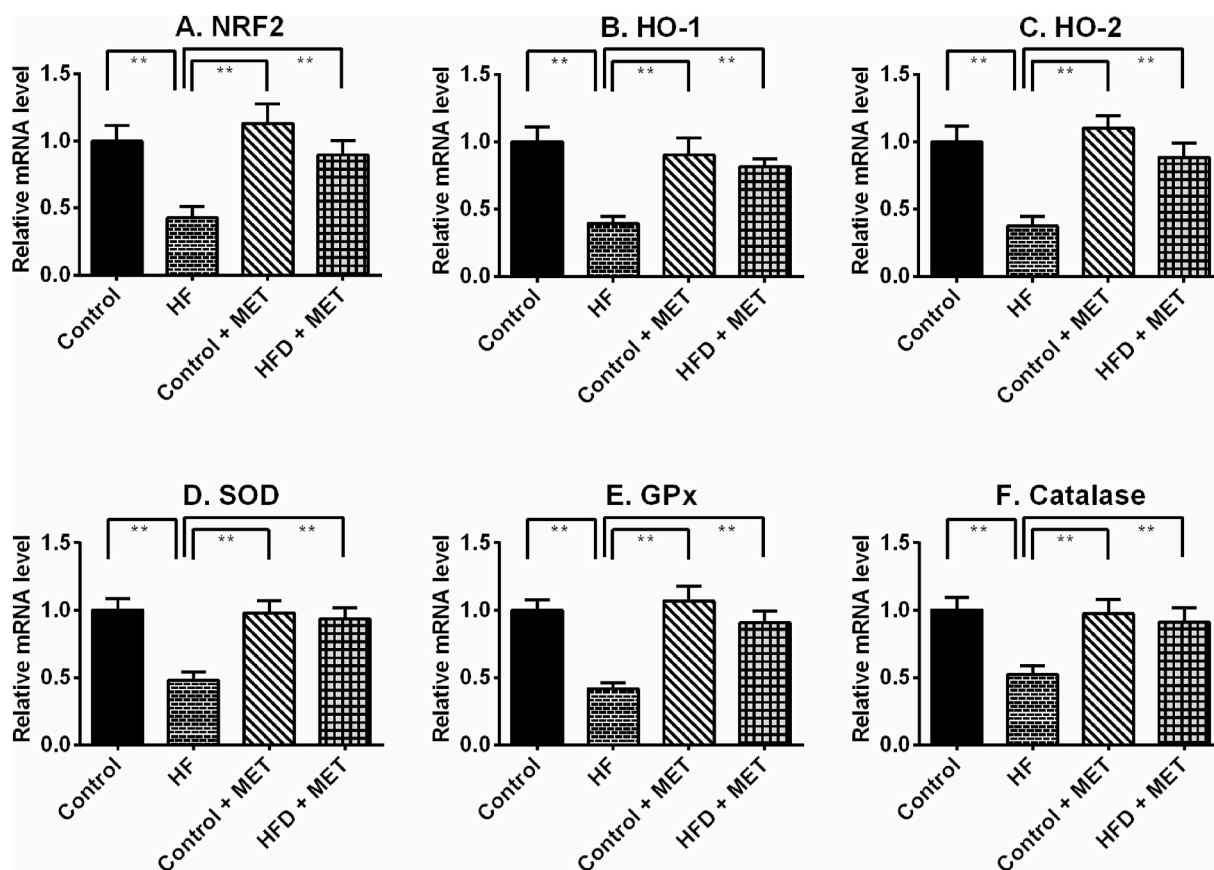 A. NRF2
**
**
**
Relative mRNA level
1.5
1.0
0.5
0.0
Control
HF
Control + MET
HFD + MET
B. HO-1
**
**
**
Relative mRNA level
1.5
1.0
0.5
0.0
Control
HF
Control + MET
HFD + MET
C. HO-2
**
**
**
Relative mRNA level
1.5
1.0
0.5
0.0
Control
HF
Control + MET
HFD + MET
D. SOD
**
**
**
Relative mRNA level
1.5
1.0
0.5
0.0
Control
HF
Control + MET
HFD + MET
E. GPx
**
**
**
Relative mRNA level
1.5
1.0
0.5
0.0
Control
HF
Control + MET
HFD + MET
F. Catalase
**
**
**
Relative mRNA level
1.5
1.0
0.5
0.0
Control
HF
Control + MET
HFD + MET